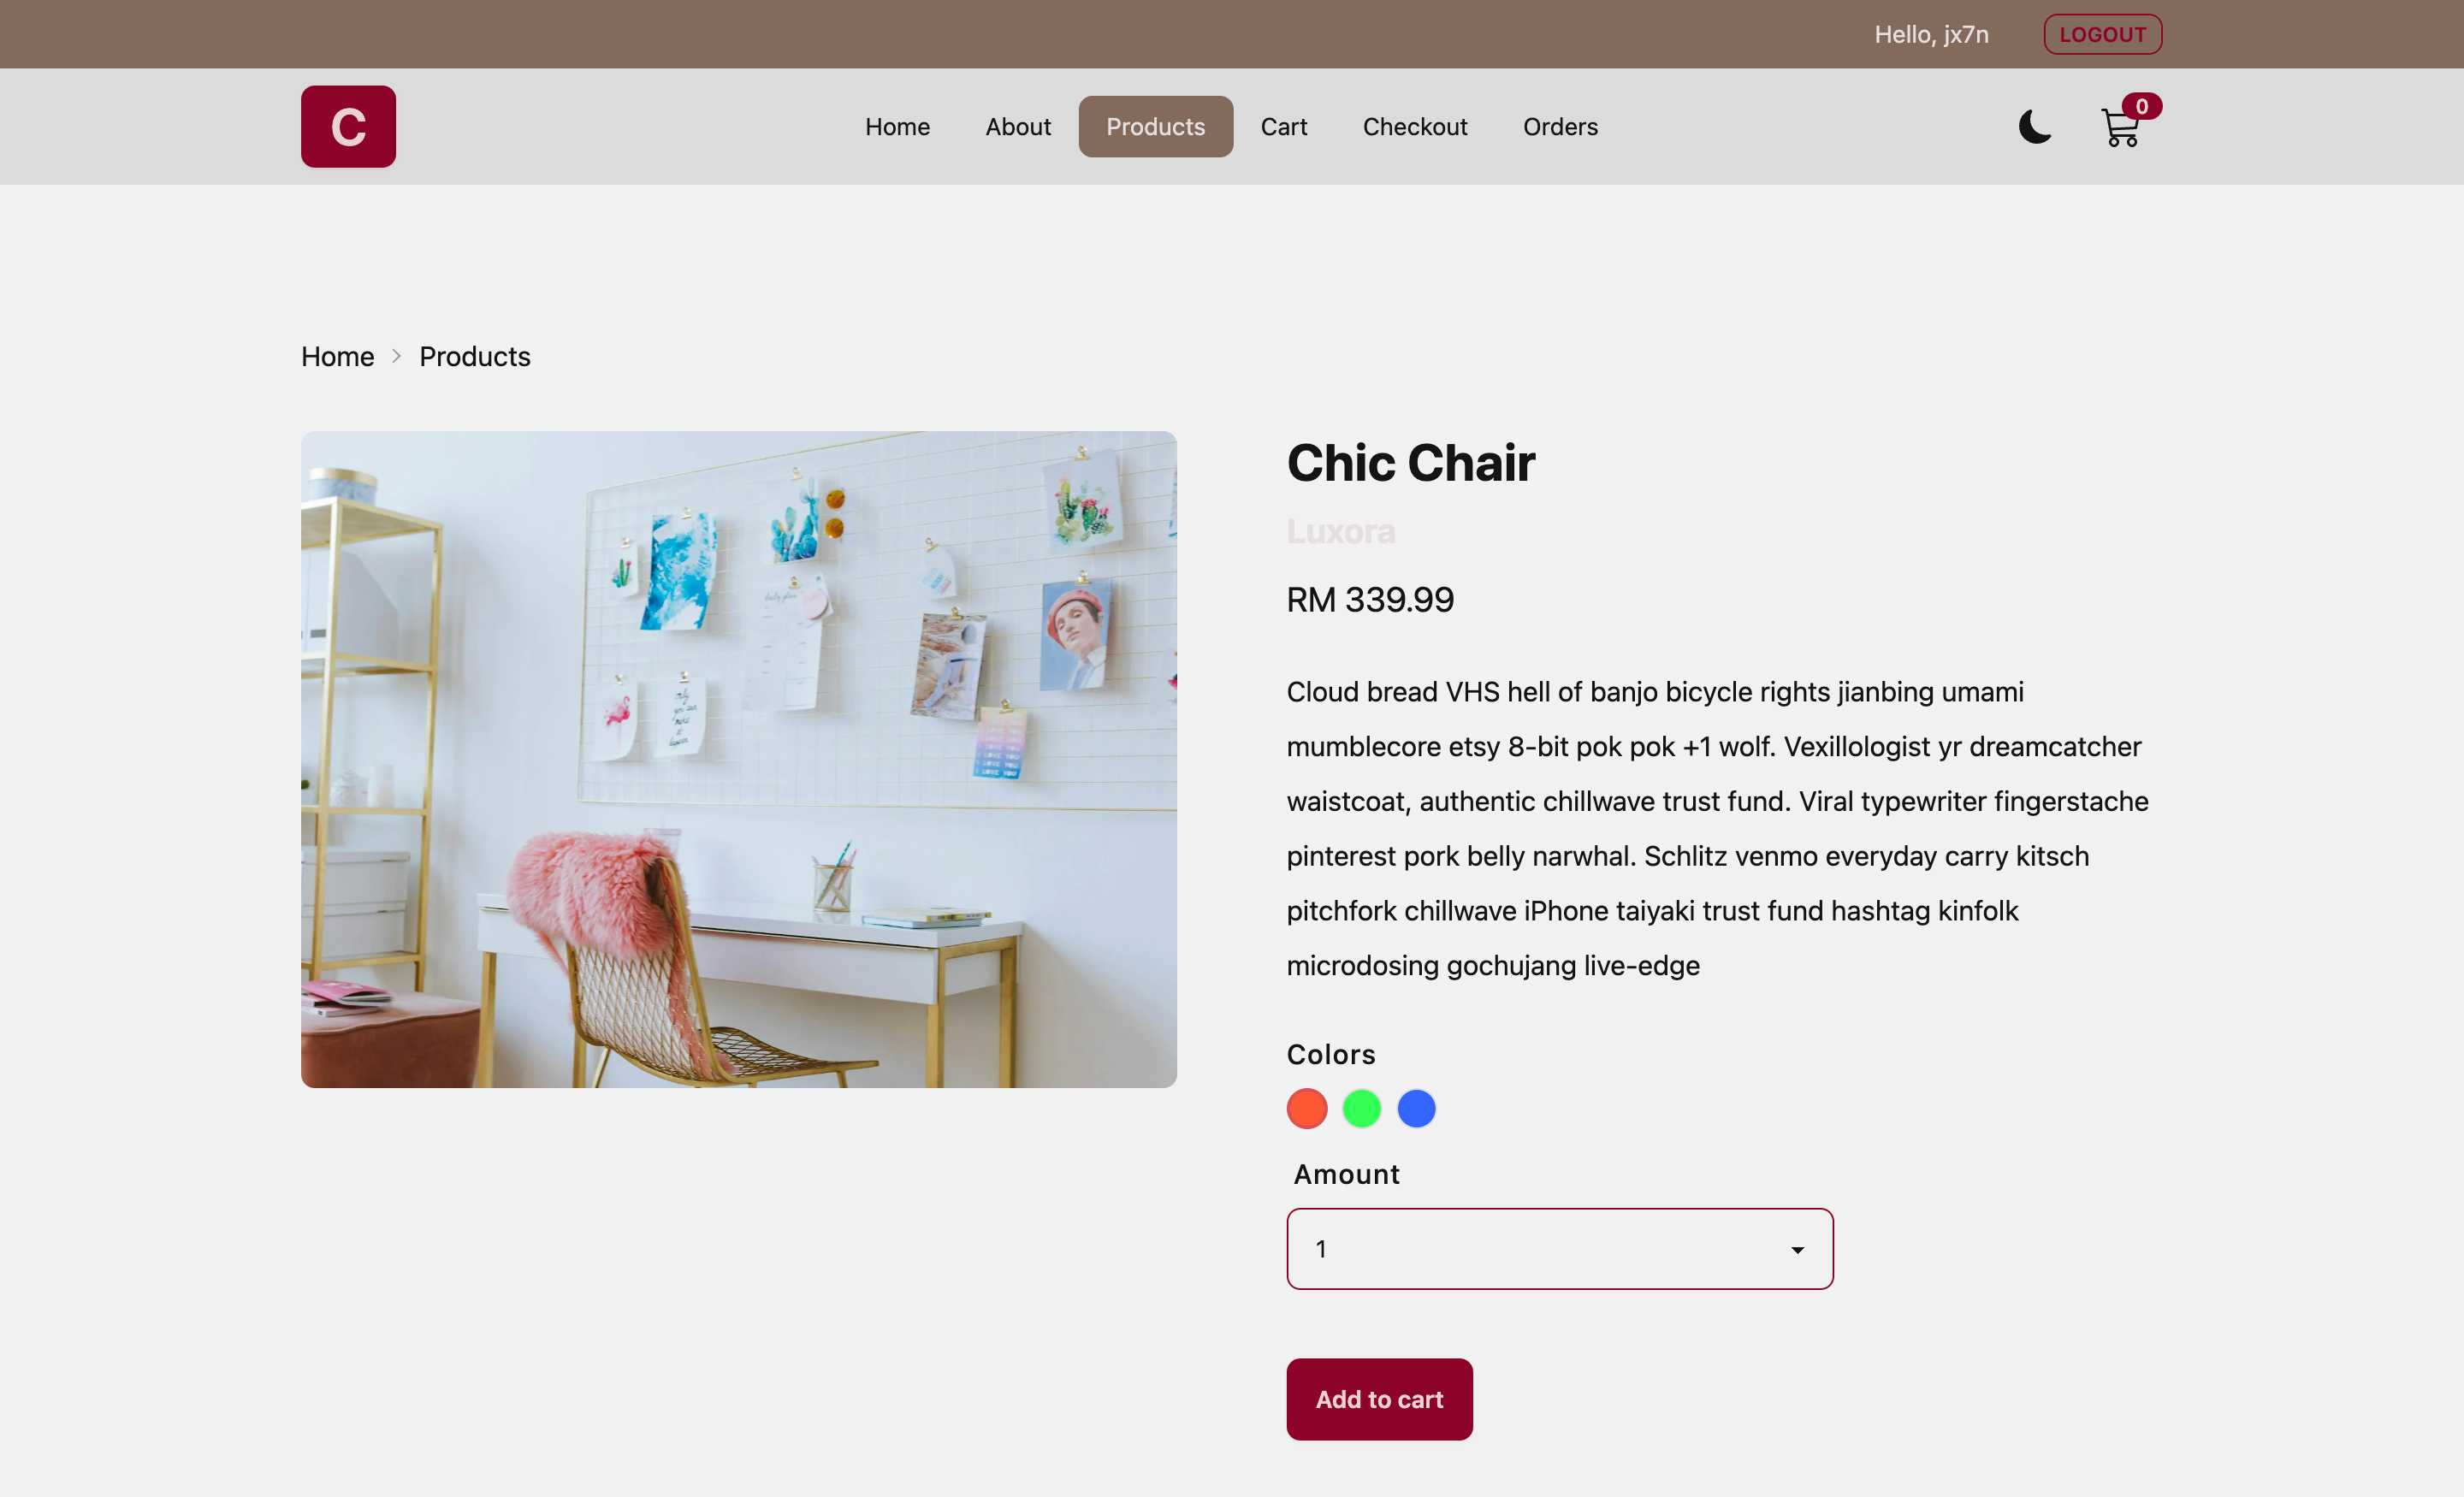 Hello, jx7n
LOGOUT
C
Home
About
Products
Cart
Checkout
Orders
0
Home
Products
Chic Chair
Luxora
RM 339.99
Cloud bread VHS hell of banjo bicycle rights jianbing umami
mumblecore etsy 8-bit pok pok +1 wolf. Vexillologist yr dreamcatcher
waistcoat, authentic chillwave trust fund. Viral typewriter fingerstache
pinterest pork belly narwhal. Schlitz venmo everyday carry kitsch
pitchfork chillwave iPhone taiyaki trust fund hashtag kinfolk
microdosing gochujang live-edge
Colors
Amount
1
Add to cart